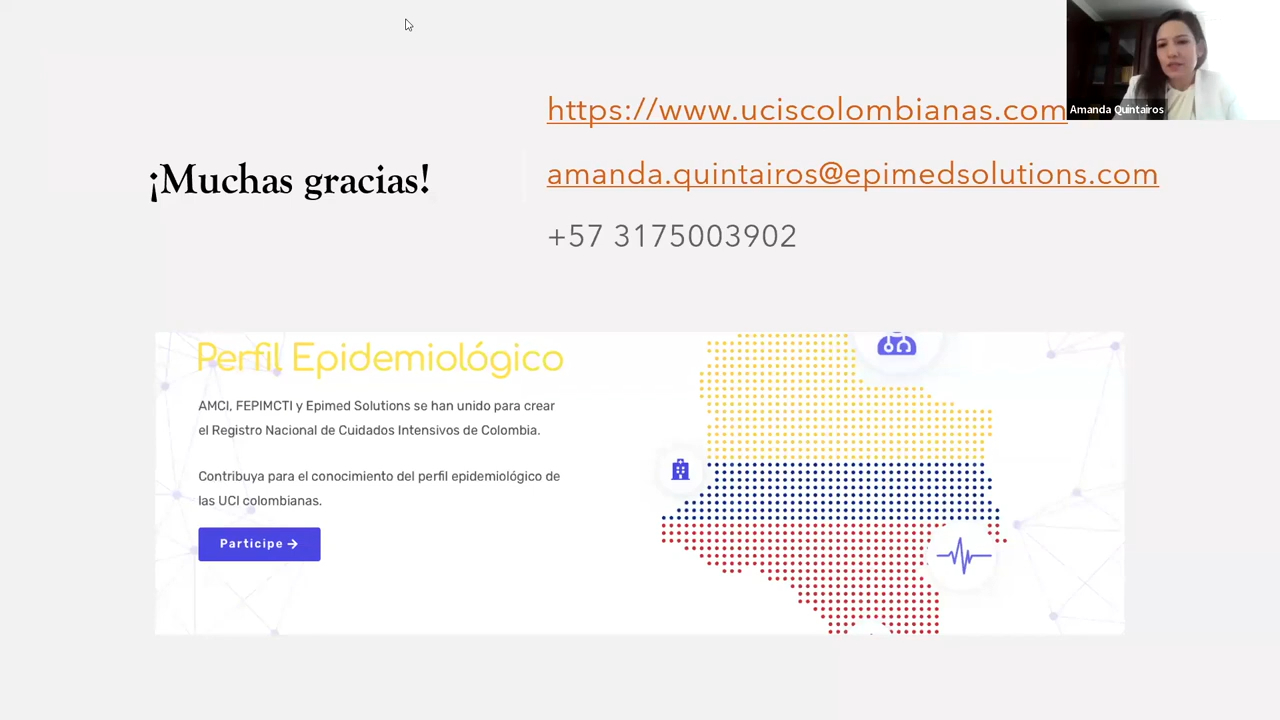 ¡Muchas gracias!
https://www.uciscolombianas.com
amanda.quintairos@epimedsolutions.com
+57 3175003902
Amanda Quintairos
Perfil Epidemiológico
AMCI, FEPIMCTI y Epimed Solutions se han unido para crear
el Registro Nacional de Cuidados Intensivos de Colombia.
Contribuya para el conocimiento del perfil epidemiológico de
las UCI colombianas.
Participe →